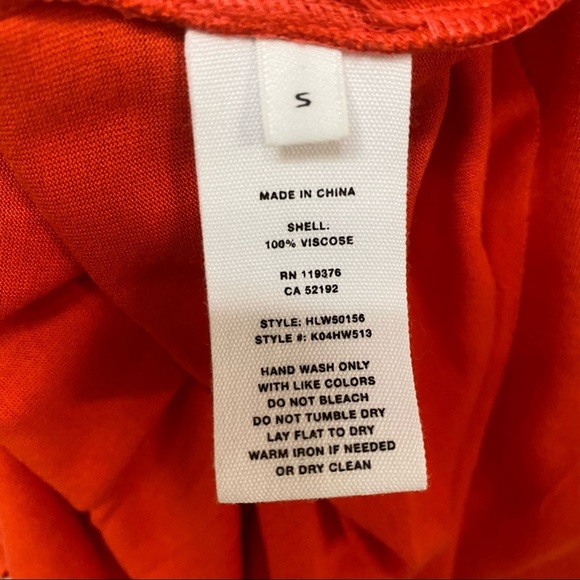 S
MADE IN CHINA
SHELL:
100% VISCOSE
RN 119376
CA 52192
STYLE: HLWS0156
STYLE #: K04HW513
HAND WASH ONLY
WITH LIKE COLORS
DO NOT BLEACH
DO NOT TUMBLE DRY
LAY FLAT TO DRY
WARM IRON IF NEEDED
OR DRY CLEAN